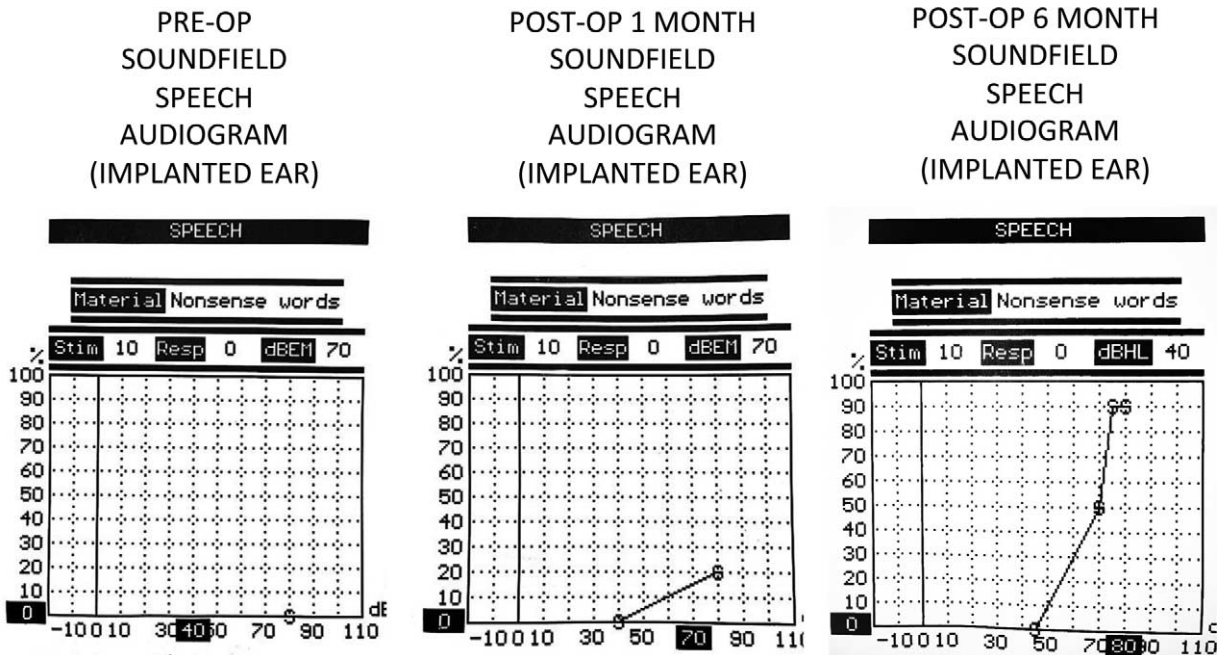 PRE-OP
SOUNDFIELD
SPEECH
AUDIOGRAM
(IMPLANTED EAR)
SPEECH
Material Nonsense words
Stim 10 Resp 0 dBEM 70
%
100
90
80
70
60
50
40
30
20
10
0
-10 0 10 30 40 50 70 90 110 dB
POST-OP 1 MONTH
SOUNDFIELD
SPEECH
AUDIOGRAM
(IMPLANTED EAR)
SPEECH
Material Nonsense words
Stim 10 Resp 0 dBEM 70
%
100
90
80
70
60
50
40
30
20
10
0
-10 0 10 30 50 70 90 110
POST-OP 6 MONTH
SOUNDFIELD
SPEECH
AUDIOGRAM
(IMPLANTED EAR)
SPEECH
Material Nonsense words
Stim 10 Resp 0 dBHL 40
%
100
90
80
70
60
50
40
30
20
10
0
-10 0 10 30 50 70 80 90 110